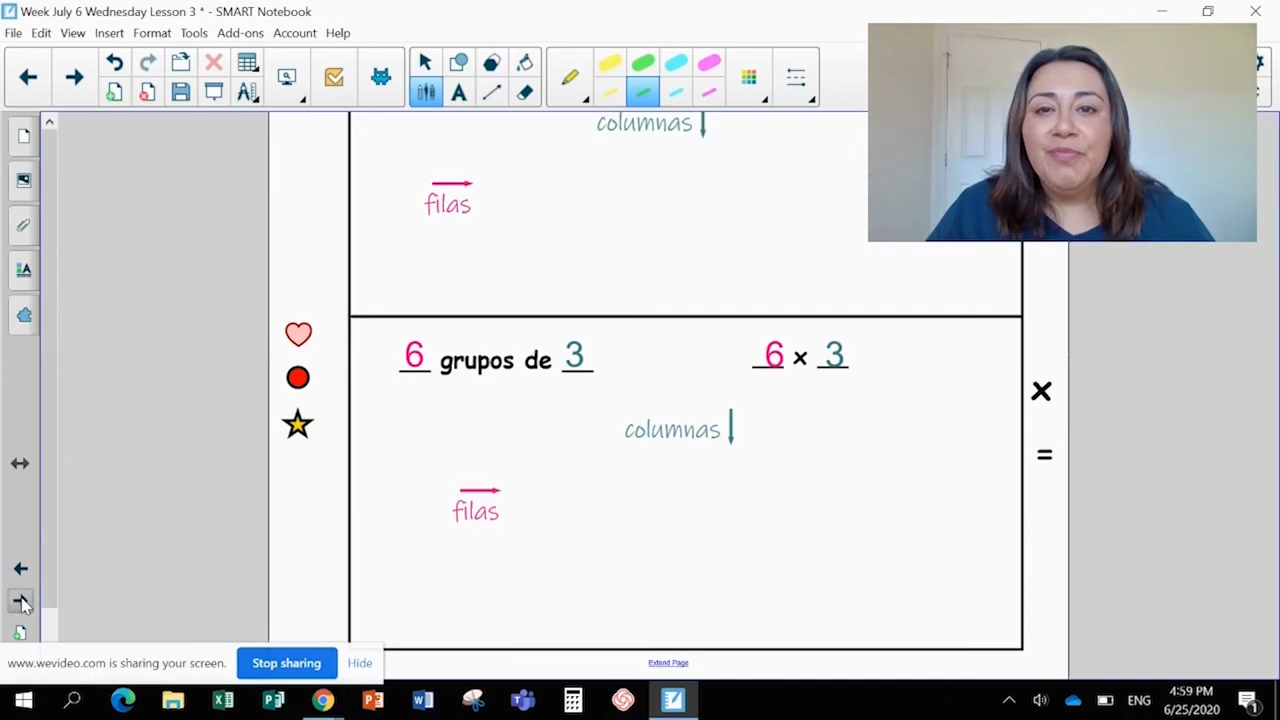 Week July 6 Wednesday Lesson 3 * - SMART Notebook
File Edit View Insert Format Tools Add-ons Account Help
columnas
filas
6 grupos de 3
6 × 3
columnas
filas
×
=
www.wevideo.com is sharing your screen. Stop sharing Hide
Extend Page
ENG
4:59 PM
6/25/2020
1